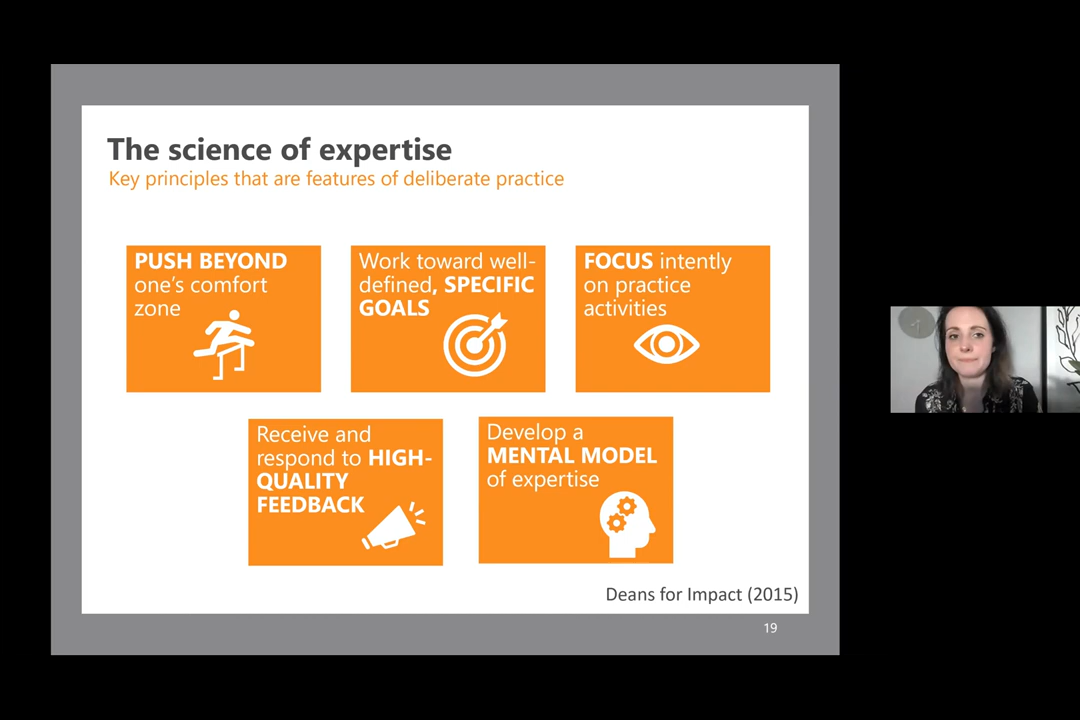 The science of expertise
Key principles that are features of deliberate practice
PUSH BEYOND
one's comfort
zone
Work toward well-
defined, SPECIFIC
GOALS
FOCUS intently
on practice
activities
Receive and
respond to HIGH-
QUALITY
FEEDBACK
Develop a
MENTAL MODEL
of expertise
Deans for Impact (2015)
19